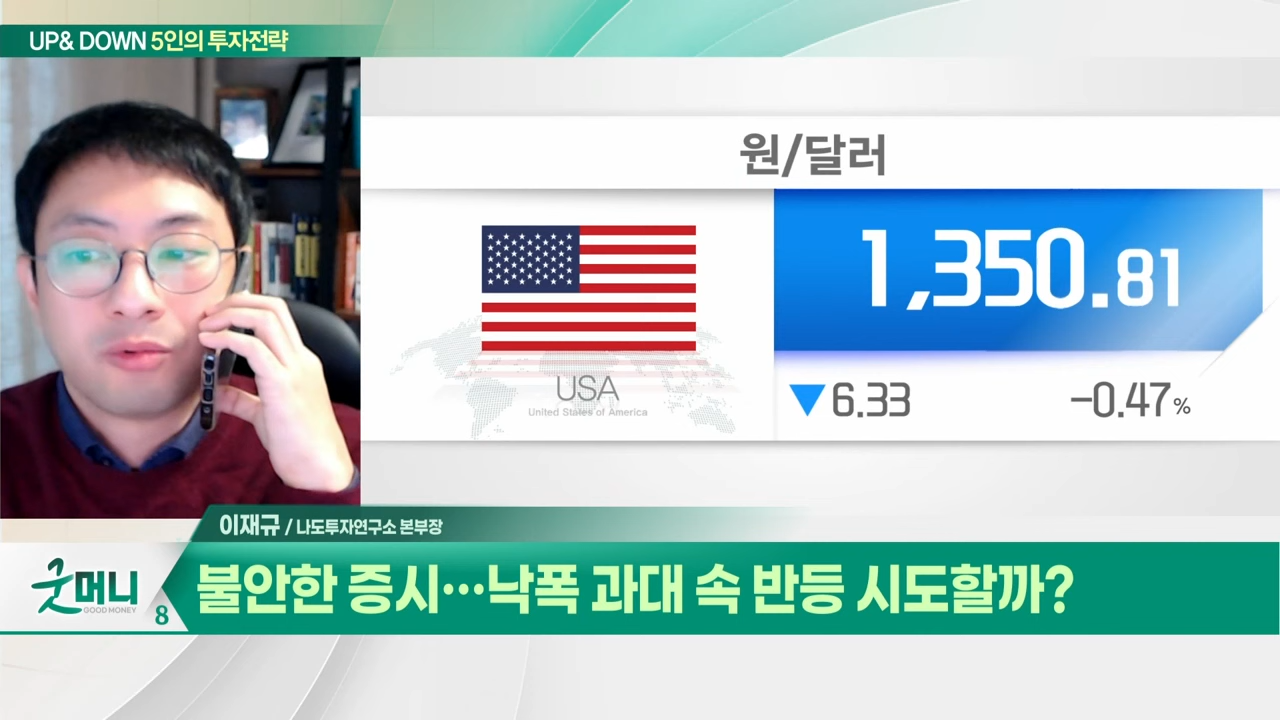 UP& DOWN 5인의 투자전략
원/달러
1,350.81
USA
United States of America
▼6.33 -0.47%
이재규 / 나도투자연구소 본부장
굿머니
GOOD MONEY
8
불안한 증시…낙폭 과대 속 반등 시도할까?